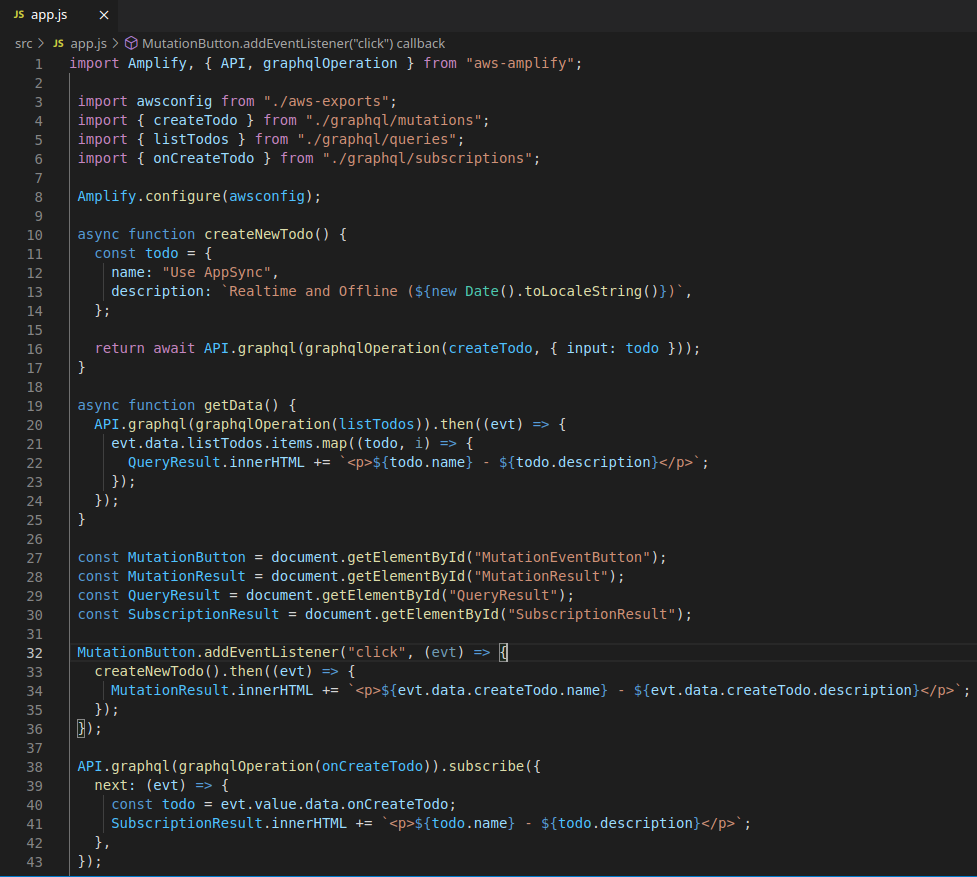 JS app.js ×
src > JS app.js > MutationButton.addEventListener("click") callback
1 import Amplify, { API, graphqlOperation } from "aws-amplify";
2
3 import awsconfig from "./aws-exports";
4 import { createTodo } from "./graphql/mutations";
5 import { listTodos } from "./graphql/queries";
6 import { onCreateTodo } from "./graphql/subscriptions";
7
8 Amplify.configure(awsconfig);
9
10 async function createNewTodo() {
11   const todo = {
12     name: "Use AppSync",
13     description: `Realtime and Offline (${new Date().toLocaleString()})`,
14   };
15
16   return await API.graphql(graphqlOperation(createTodo, { input: todo }));
17 }
18
19 async function getData() {
20   API.graphql(graphqlOperation(listTodos)).then((evt) => {
21     evt.data.listTodos.items.map((todo, i) => {
22       QueryResult.innerHTML += `<p>${todo.name} - ${todo.description}</p>`;
23     });
24   });
25 }
26
27 const MutationButton = document.getElementById("MutationEventButton");
28 const MutationResult = document.getElementById("MutationResult");
29 const QueryResult = document.getElementById("QueryResult");
30 const SubscriptionResult = document.getElementById("SubscriptionResult");
31
32 MutationButton.addEventListener("click", (evt) => {
33   createNewTodo().then((evt) => {
34     MutationResult.innerHTML += `<p>${evt.data.createTodo.name} - ${evt.data.createTodo.description}</p>`;
35   });
36 });
37
38 API.graphql(graphqlOperation(onCreateTodo)).subscribe({
39   next: (evt) => {
40     const todo = evt.value.data.onCreateTodo;
41     SubscriptionResult.innerHTML += `<p>${todo.name} - ${todo.description}</p>`;
42   },
43 });